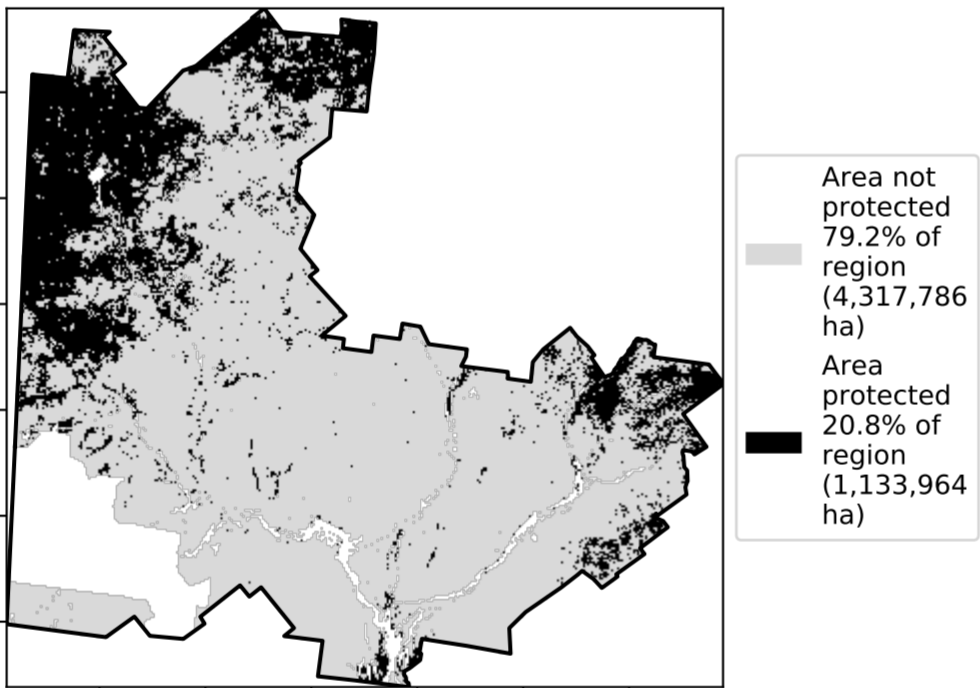 Area not
protected
79.2% of
region
(4,317,786
ha)
Area
protected
20.8% of
region
(1,133,964
ha)